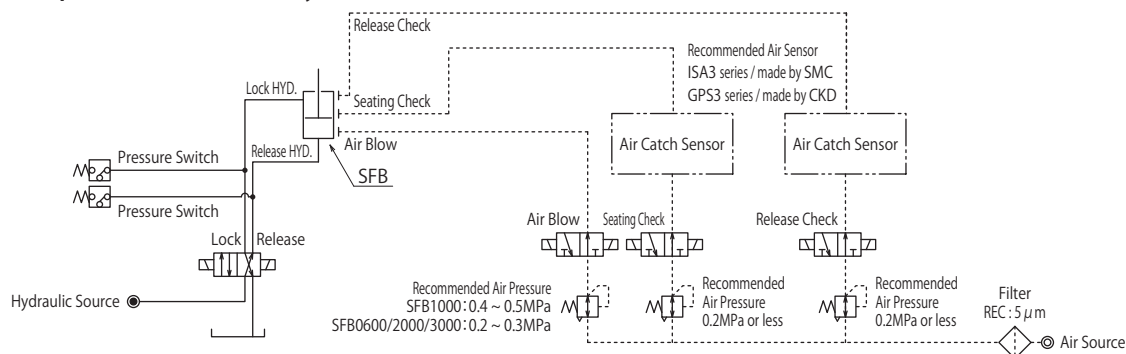 Release Check
Recommended Air Sensor
ISA3 series / made by SMC
GPS3 series / made by CKD
Lock HYD.
Seating Check
Air Blow
Release HYD.
SFB
Pressure Switch
Pressure Switch
Air Catch Sensor
Air Catch Sensor
Air Blow
Seating Check
Release Check
Lock
Release
Hydraulic Source
Recommended Air Pressure
SFB1000:0.4 ~ 0.5MPa
SFB0600/2000/3000:0.2 ~ 0.3MPa
Recommended
Air Pressure
0.2MPa or less
Recommended
Air Pressure
0.2MPa or less
Filter
REC : 5 μm
Air Source